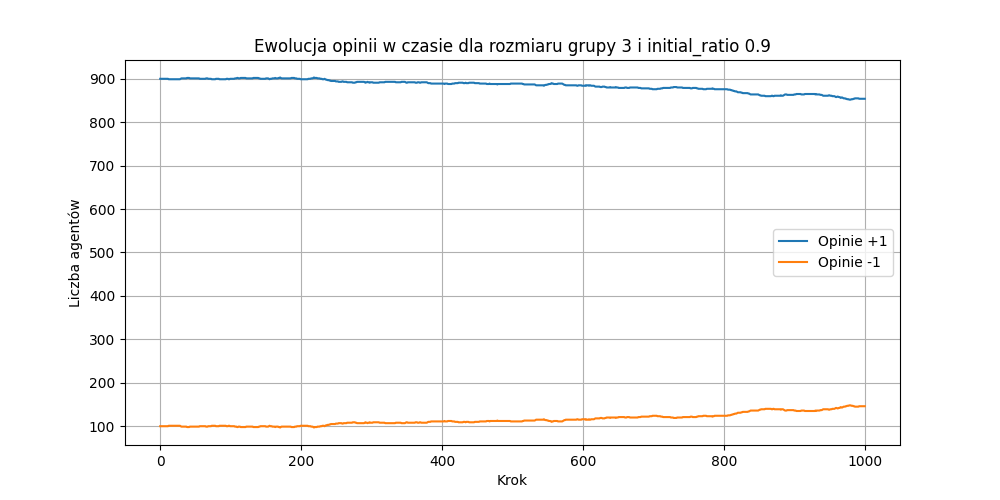 Ewolucja opinii w czasie dla rozmiaru grupy 3 i initial_ratio 0.9
900
800
700
600
500
400
300
200
100
Liczba agentów
Opinie +1
Opinie -1
0 200 400 600 800 1000
Krok